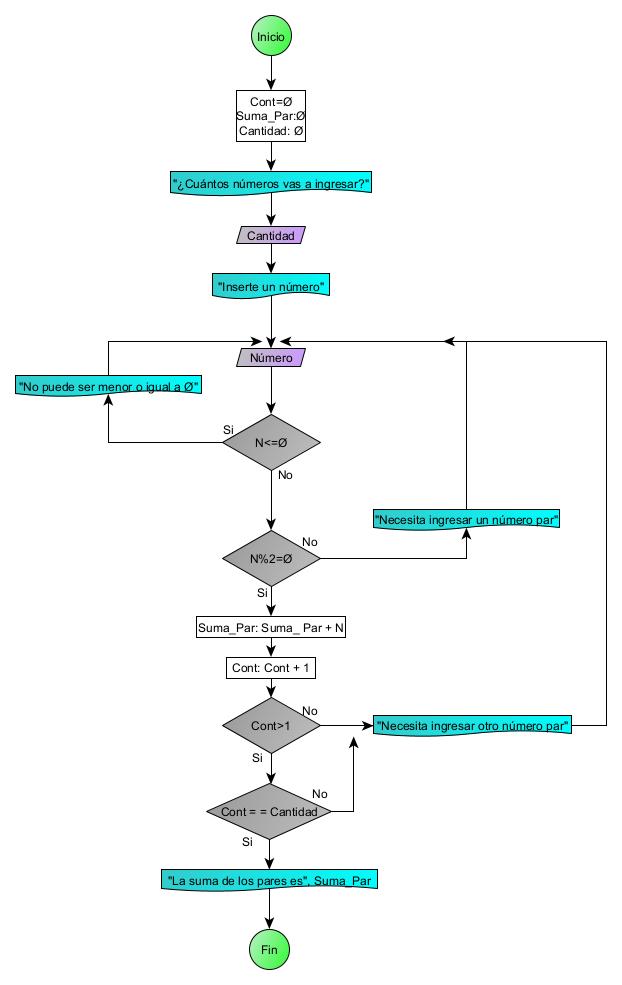 Inicio
Cont=Ø
Suma_Par:Ø
Cantidad: Ø
"¿Cuántos números vas a ingresar?"
Cantidad
"Inserte un número"
Número
"No puede ser menor o igual a Ø"
Si
N<=Ø
No
"Necesita ingresar un número par"
No
N%2=Ø
Si
Suma_Par: Suma_ Par + N
Cont: Cont + 1
No
Cont>1
"Necesita ingresar otro número par"
Si
No
Cont = = Cantidad
Si
"La suma de los pares es", Suma_Par
Fin